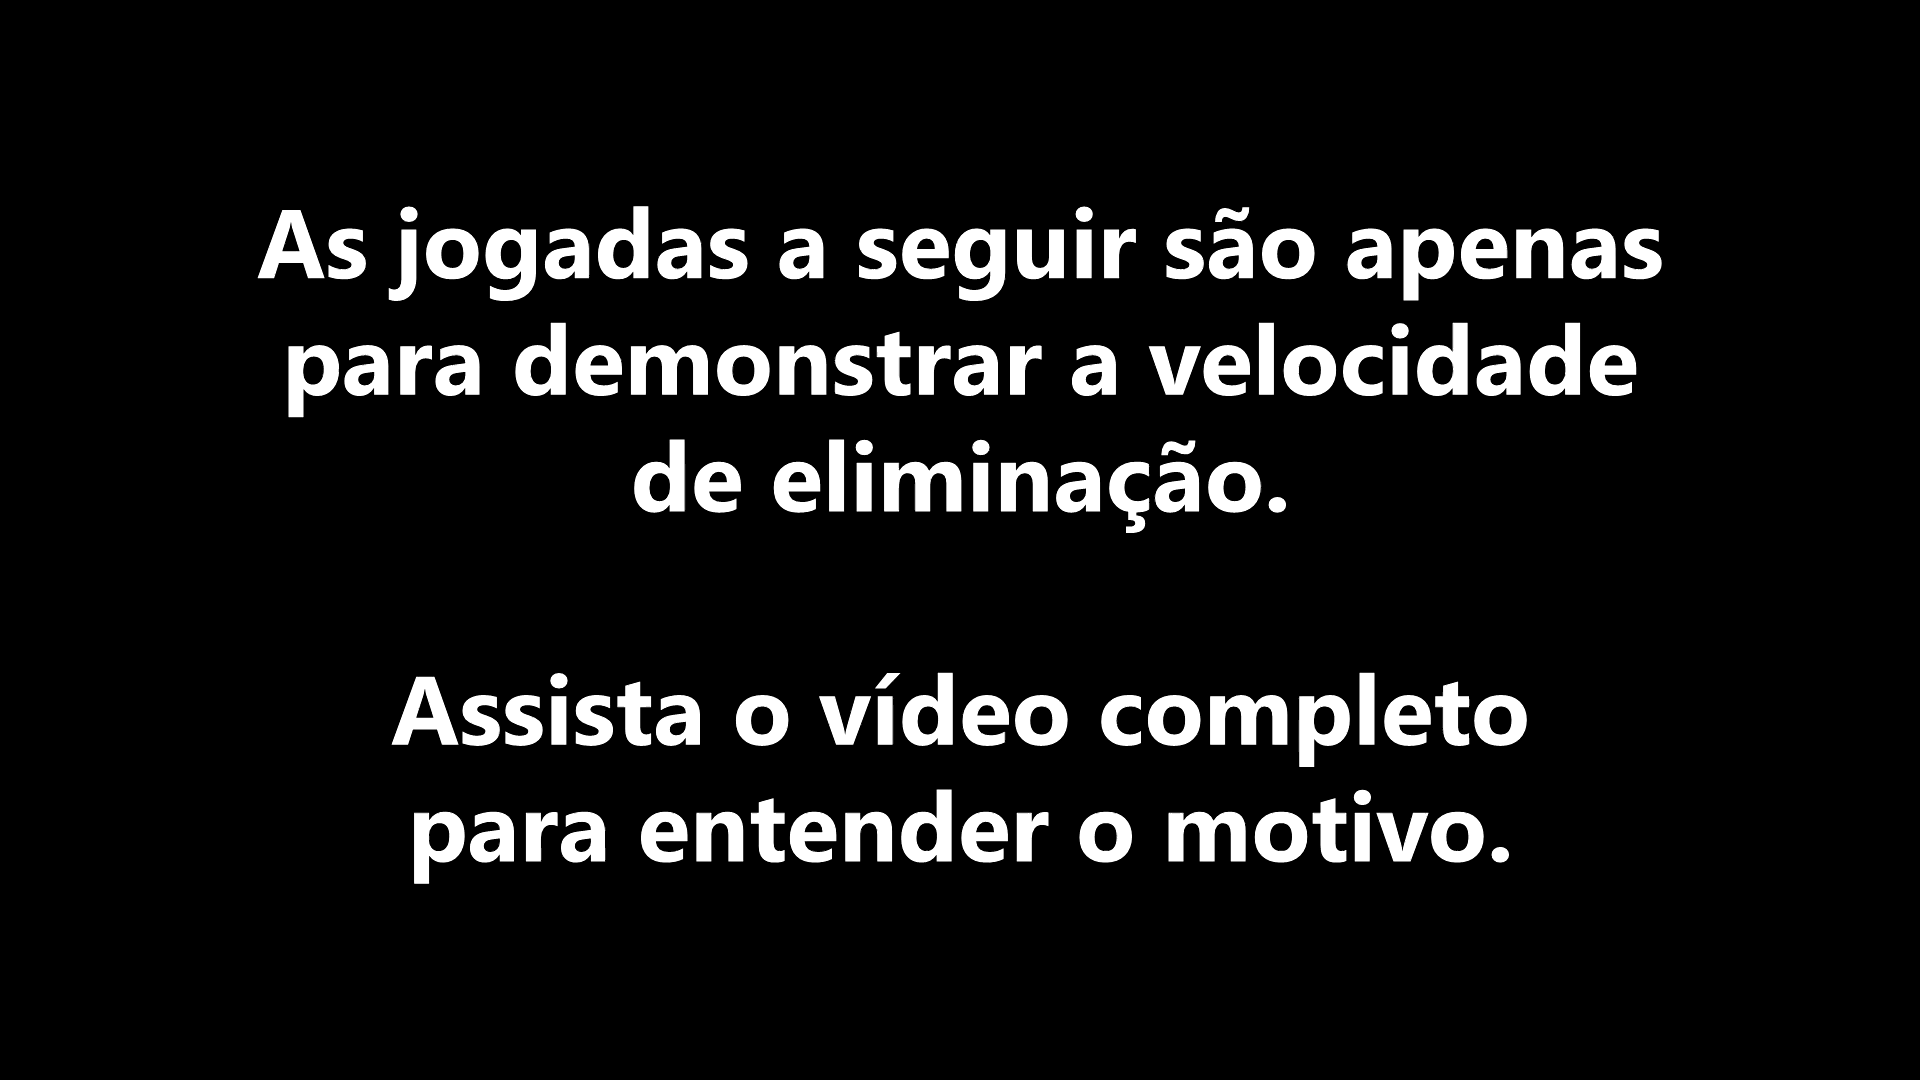 As jogadas a seguir são apenas
para demonstrar a velocidade
de eliminação.
Assista o vídeo completo
para entender o motivo.